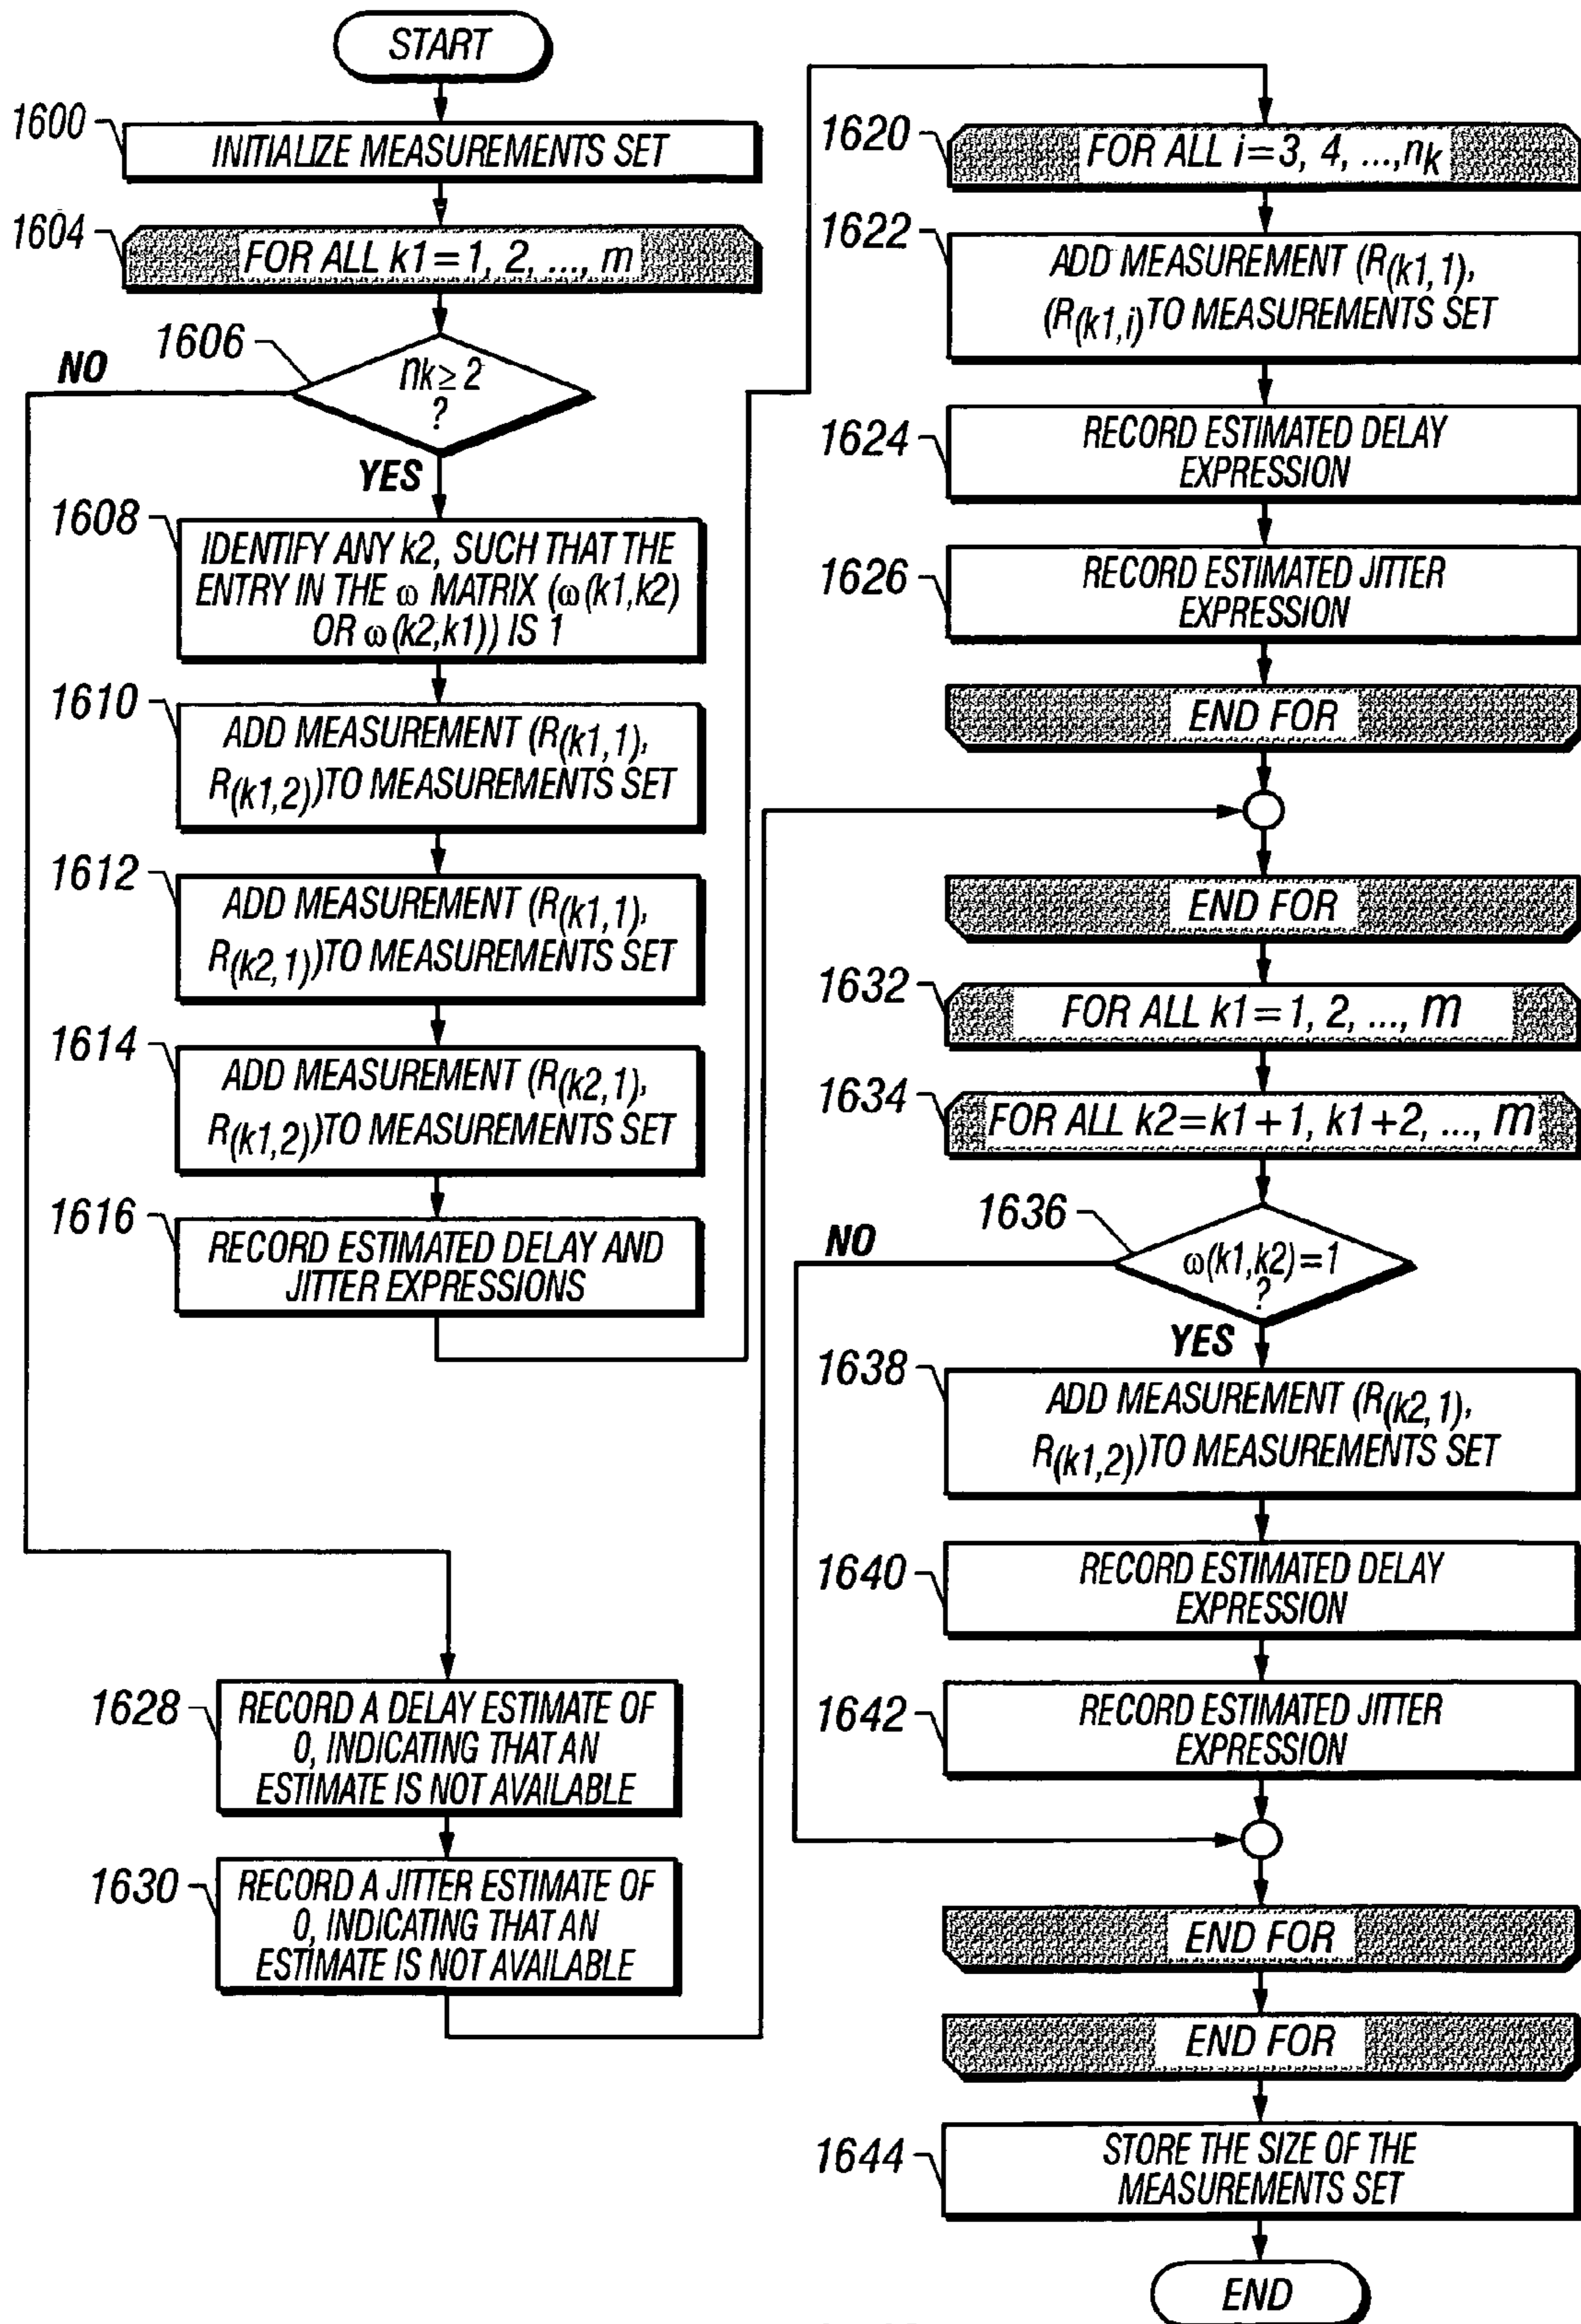 START
1600
INITIALIZE MEASUREMENTS SET
1604
FOR ALL k1=1, 2, ..., m
1606
nk≥2
?
NO
YES
1608
IDENTIFY ANY k2, SUCH THAT THE
ENTRY IN THE ω MATRIX (ω(k1,k2)
OR ω(k2,k1)) IS 1
1610
ADD MEASUREMENT (R(k1,1),
R(k1,2)) TO MEASUREMENTS SET
1612
ADD MEASUREMENT (R(k1,1),
R(k2,1)) TO MEASUREMENTS SET
1614
ADD MEASUREMENT (R(k2,1),
R(k1,2)) TO MEASUREMENTS SET
1616
RECORD ESTIMATED DELAY AND
JITTER EXPRESSIONS
1628
RECORD A DELAY ESTIMATE OF
0, INDICATING THAT AN
ESTIMATE IS NOT AVAILABLE
1630
RECORD A JITTER ESTIMATE OF
0, INDICATING THAT AN
ESTIMATE IS NOT AVAILABLE
1620
FOR ALL i=3, 4, ...,nk
1622
ADD MEASUREMENT (R(k1,1),
(R(k1,i) TO MEASUREMENTS SET
1624
RECORD ESTIMATED DELAY
EXPRESSION
1626
RECORD ESTIMATED JITTER
EXPRESSION
END FOR
END FOR
1632
FOR ALL k1=1, 2, ..., m
1634
FOR ALL k2=k1+1, k1+2, ..., m
1636
ω(k1,k2)=1
?
NO
YES
1638
ADD MEASUREMENT (R(k2,1),
R(k1,2)) TO MEASUREMENTS SET
1640
RECORD ESTIMATED DELAY
EXPRESSION
1642
RECORD ESTIMATED JITTER
EXPRESSION
END FOR
END FOR
1644
STORE THE SIZE OF THE
MEASUREMENTS SET
END